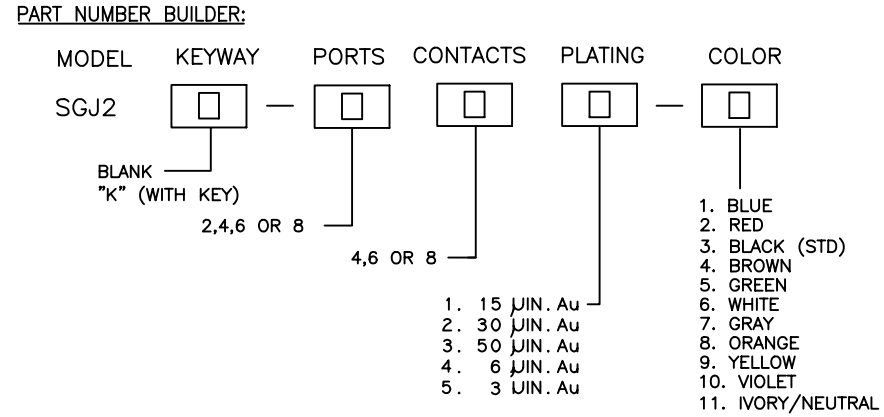 PART NUMBER BUILDER:
MODEL KEYWAY PORTS CONTACTS PLATING COLOR
SGJ2 — —
BLANK
"K" (WITH KEY)
2,4,6 OR 8
4,6 OR 8
1. 15 µIN.Au
2. 30 µIN.Au
3. 50 µIN.Au
4. 6 µIN.Au
5. 3 µIN.Au
1. BLUE
2. RED
3. BLACK (STD)
4. BROWN
5. GREEN
6. WHITE
7. GRAY
8. ORANGE
9. YELLOW
10. VIOLET
11. IVORY/NEUTRAL